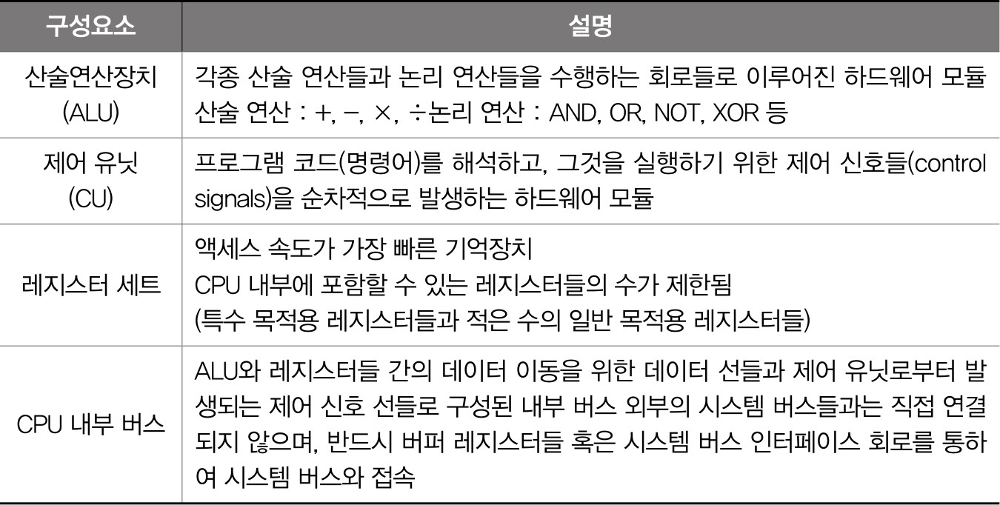 구성요소 설명
산술연산장치
(ALU)
각종 산술 연산들과 논리 연산들을 수행하는 회로들로 이루어진 하드웨어 모듈
산술 연산 : +, −, ×, ÷논리 연산 : AND, OR, NOT, XOR 등
제어 유닛
(CU)
프로그램 코드(명령어)를 해석하고, 그것을 실행하기 위한 제어 신호들(control
signals)을 순차적으로 발생하는 하드웨어 모듈
레지스터 세트
액세스 속도가 가장 빠른 기억장치
CPU 내부에 포함할 수 있는 레지스터들의 수가 제한됨
(특수 목적용 레지스터들과 적은 수의 일반 목적용 레지스터들)
CPU 내부 버스
ALU와 레지스터들 간의 데이터 이동을 위한 데이터 선들과 제어 유닛로부터 발
생되는 제어 신호 선들로 구성된 내부 버스 외부의 시스템 버스들과는 직접 연결
되지 않으며, 반드시 버퍼 레지스터들 혹은 시스템 버스 인터페이스 회로를 통하
여 시스템 버스와 접속